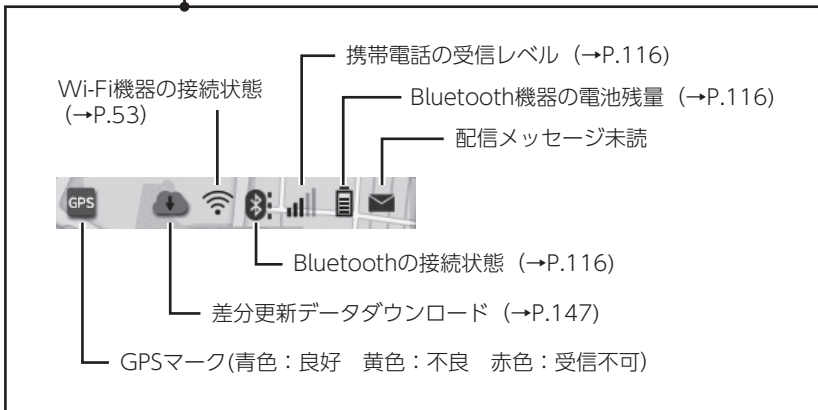 携帯電話の受信レベル（→P.116）
Wi-Fi機器の接続状態
（→P.53）
Bluetooth機器の電池残量（→P.116）
配信メッセージ未読
GPS
Bluetoothの接続状態（→P.116）
差分更新データダウンロード（→P.147）
GPSマーク(青色：良好　黄色：不良　赤色：受信不可)